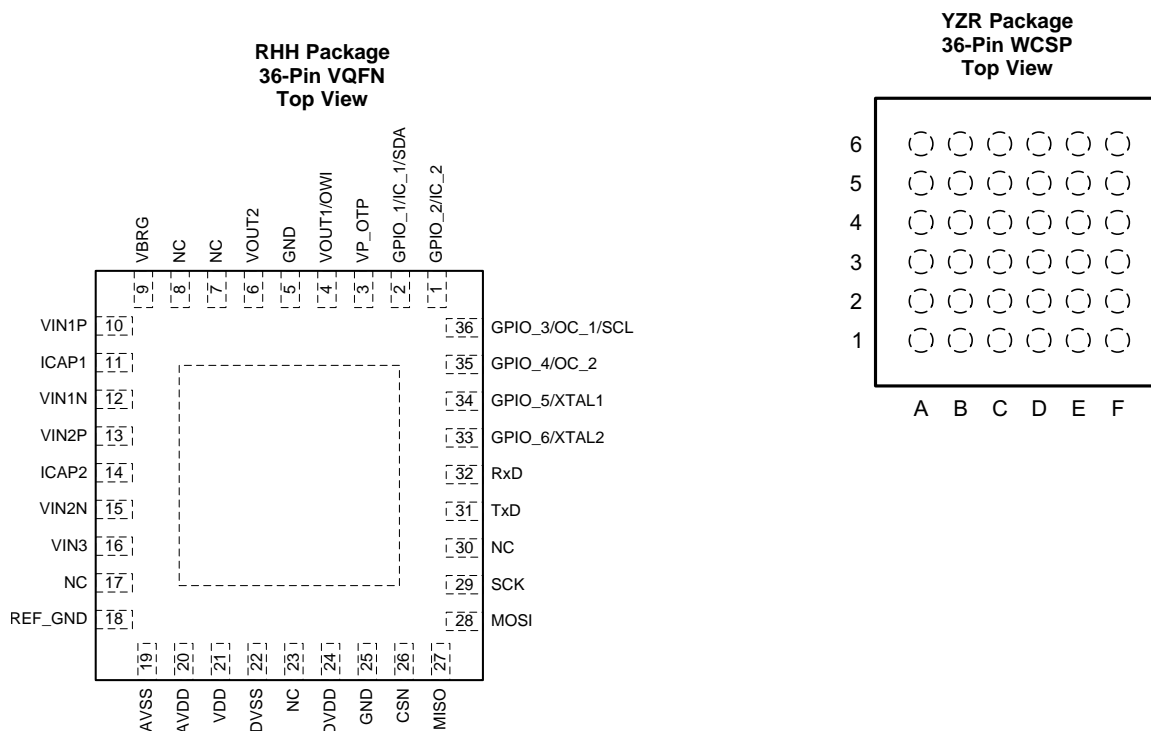 RHH Package
36-Pin VQFN
Top View
VBRG
NC
NC
VOUT2
GND
VOUT1/OWI
VP_OTP
GPIO_1/IC_1/SDA
GPIO_2/IC_2
9
8
7
6
5
4
3
2
1
VIN1P 10
ICAP1 11
VIN1N 12
VIN2P 13
ICAP2 14
VIN2N 15
VIN3 16
NC 17
REF_GND 18
36 GPIO_3/OC_1/SCL
35 GPIO_4/OC_2
34 GPIO_5/XTAL1
33 GPIO_6/XTAL2
32 RxD
31 TxD
30 NC
29 SCK
28 MOSI
19
20
21
22
23
24
25
26
27
AVSS
AVDD
VDD
DVSS
NC
DVDD
GND
CSN
MISO
YZR Package
36-Pin WCSP
Top View
6
5
4
3
2
1
A B C D E F